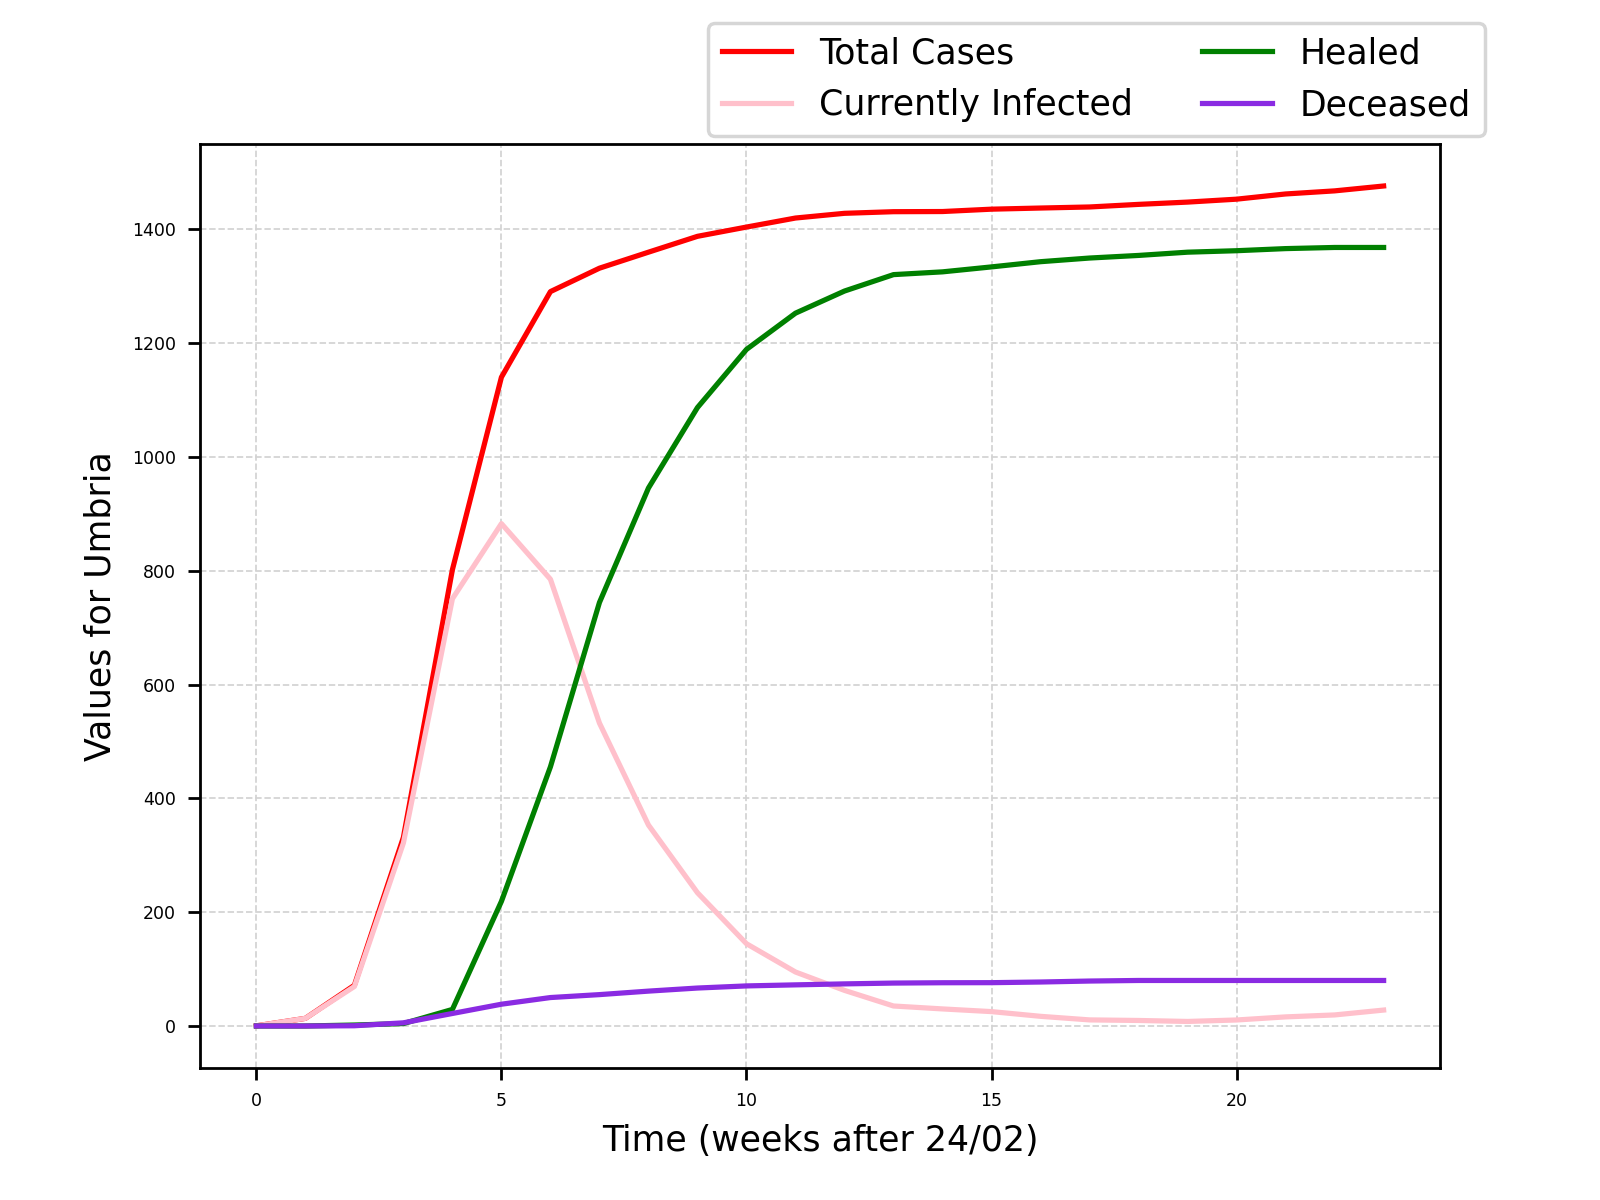 Total Cases
Currently Infected
Healed
Deceased
Values for Umbria
1400
1200
1000
800
600
400
200
0
0 5 10 15 20
Time (weeks after 24/02)